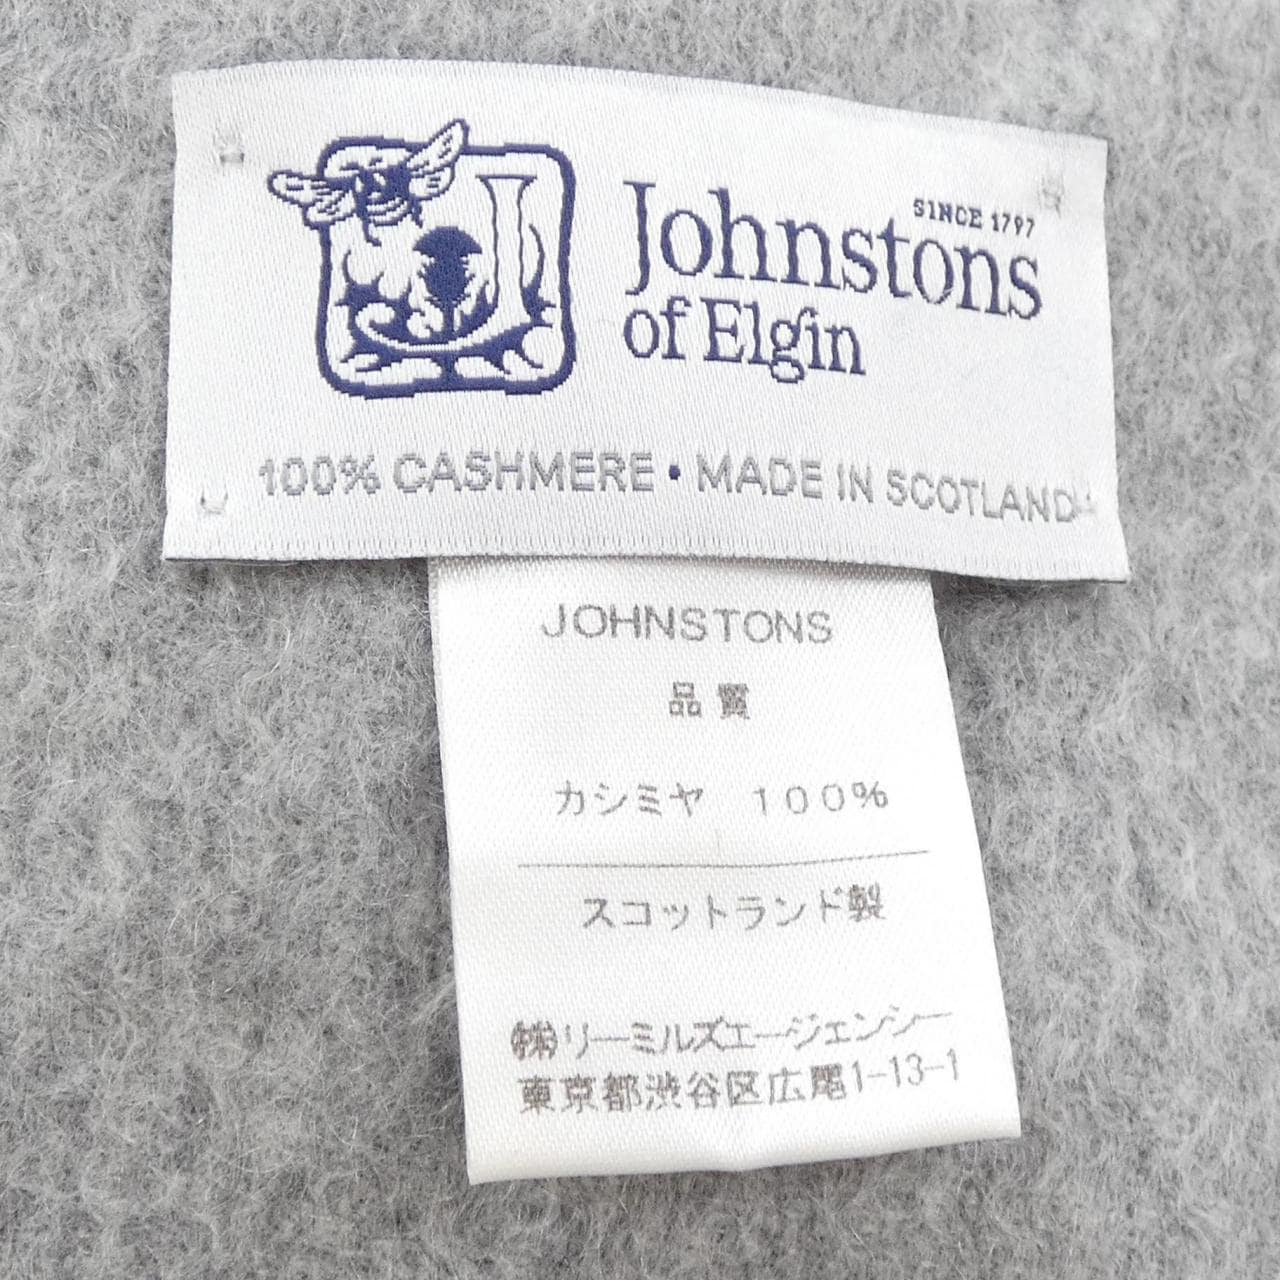 SINCE 1797
Johnstons
of Elgin
100% CASHMERE • MADE IN SCOTLAND
JOHNSTONS
品質
カシミヤ 100%
スコットランド製
㈱リーミルズエージェンシー
東京都渋谷区広尾1-13-1